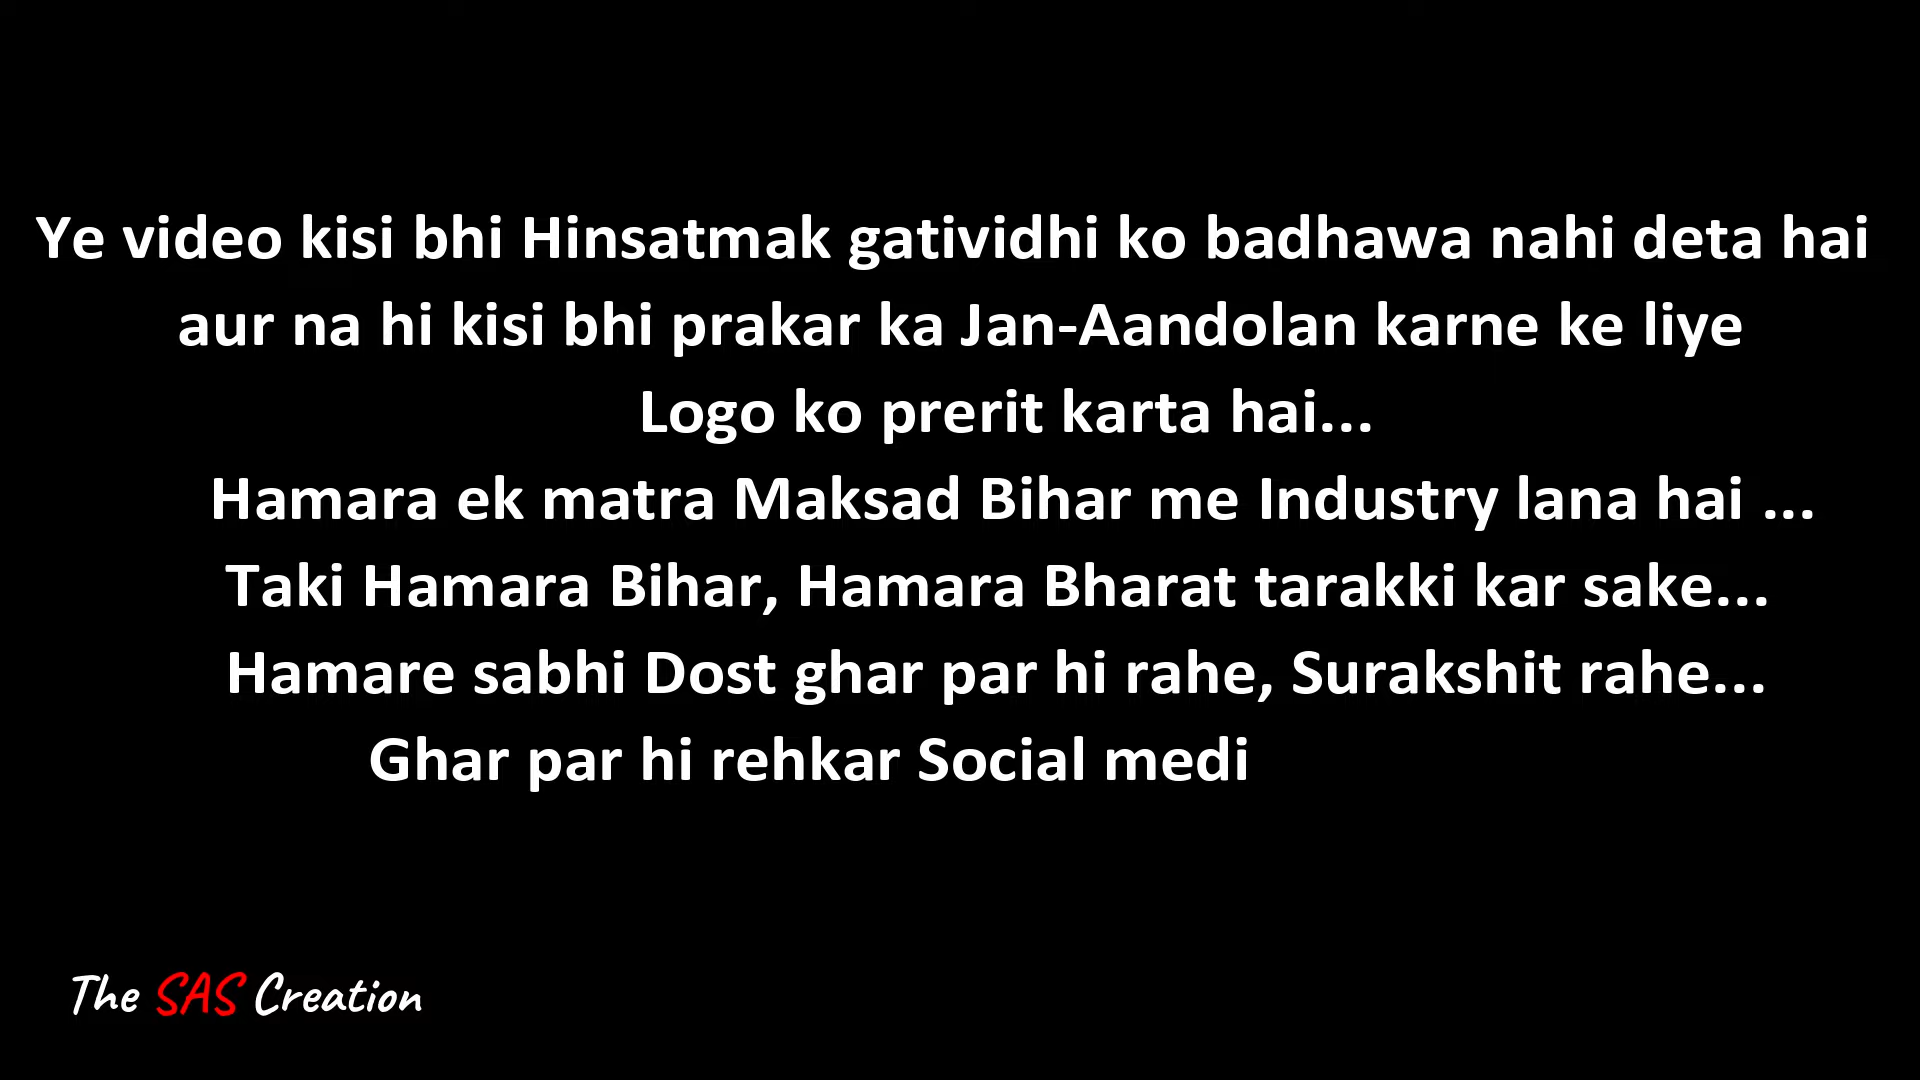 Ye video kisi bhi Hinsatmak gatividhi ko badhawa nahi deta hai
aur na hi kisi bhi prakar ka Jan-Aandolan karne ke liye
Logo ko prerit karta hai...
Hamara ek matra Maksad Bihar me Industry lana hai ...
Taki Hamara Bihar, Hamara Bharat tarakki kar sake...
Hamare sabhi Dost ghar par hi rahe, Surakshit rahe...
Ghar par hi rehkar Social medi
The SAS Creation